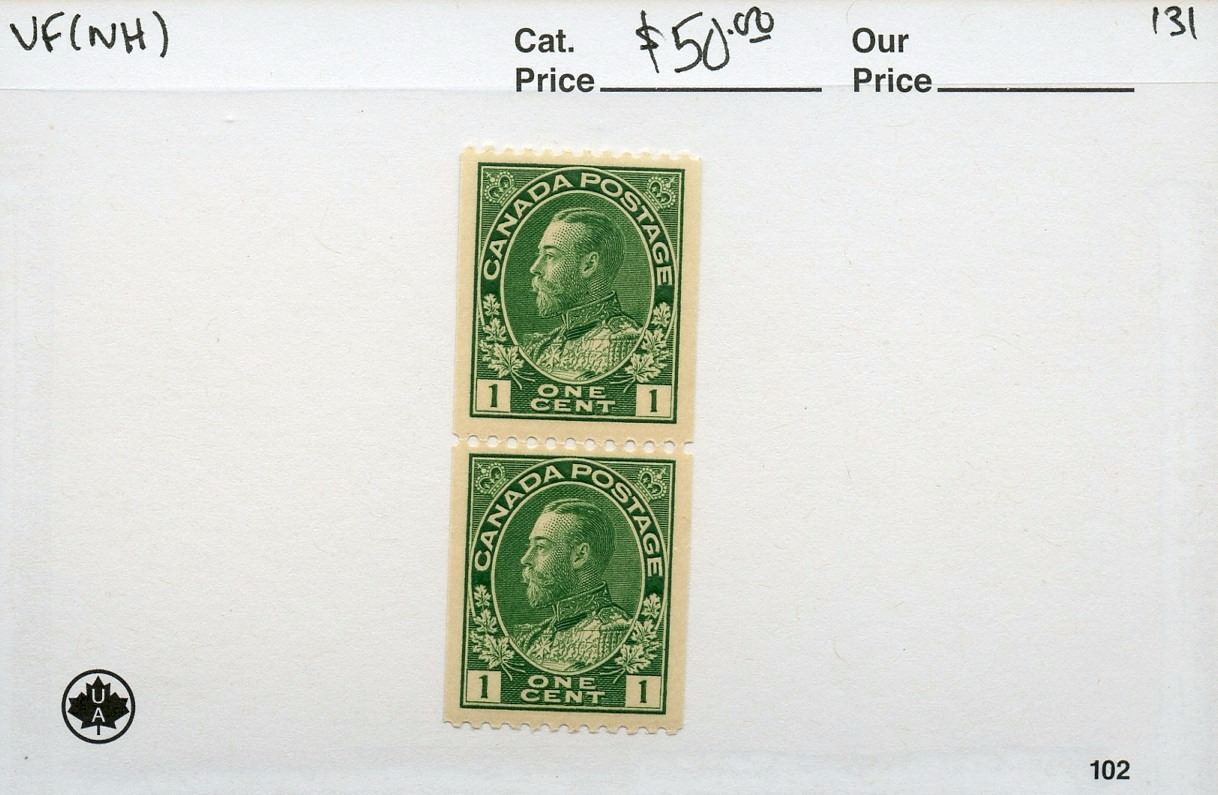 VF(NH)
Cat. Price $50.00
Our Price
131
CANADA POSTAGE
1 ONE CENT 1
CANADA POSTAGE
1 ONE CENT 1
UA
102